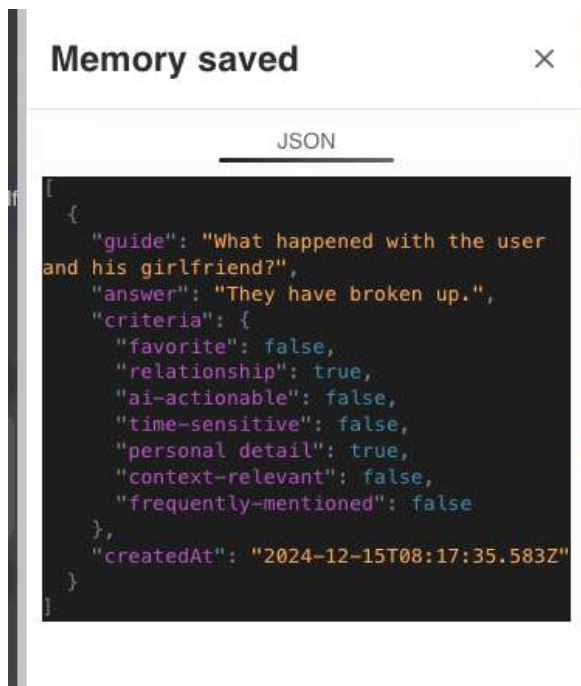 Memory saved
JSON
[
{
"guide": "What happened with the user
and his girlfriend?",
"answer": "They have broken up.",
"criteria": {
"favorite": false,
"relationship": true,
"ai-actionable": false,
"time-sensitive": false,
"personal detail": true,
"context-relevant": false,
"frequently-mentioned": false
},
"createdAt": "2024-12-15T08:17:35.583Z"
}
]